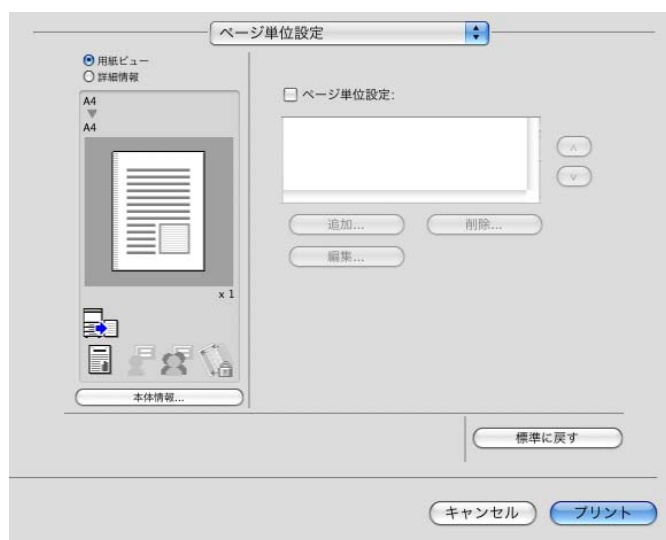 ページ単位設定
用紙ビュー
詳細情報
A4
A4
x 1
本体情報...
ページ単位設定:
追加...
削除...
編集...
標準に戻す
キャンセル
プリント